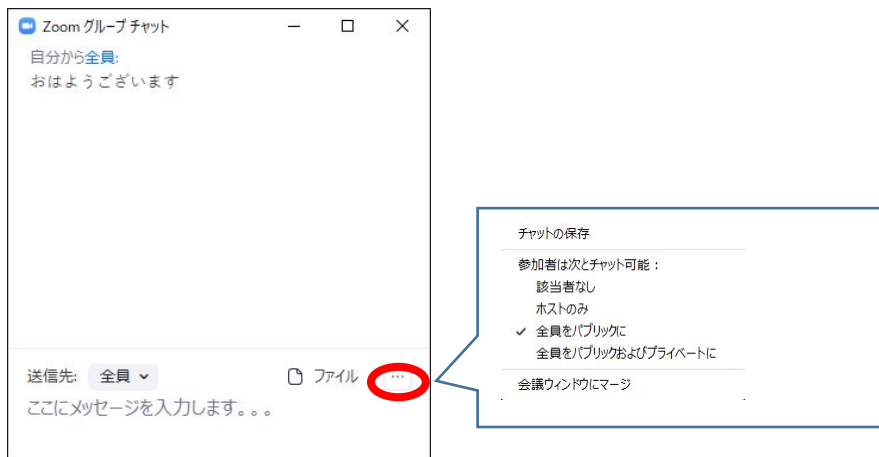 Zoom グループ チャット
自分から全員:
おはようございます
送信先: 全員
ファイル
...
ここにメッセージを入力します。。。
チャットの保存
参加者は次とチャット可能：
該当者なし
ホストのみ
✓ 全員をパブリックに
全員をパブリックおよびプライベートに
会議ウィンドウにマージ